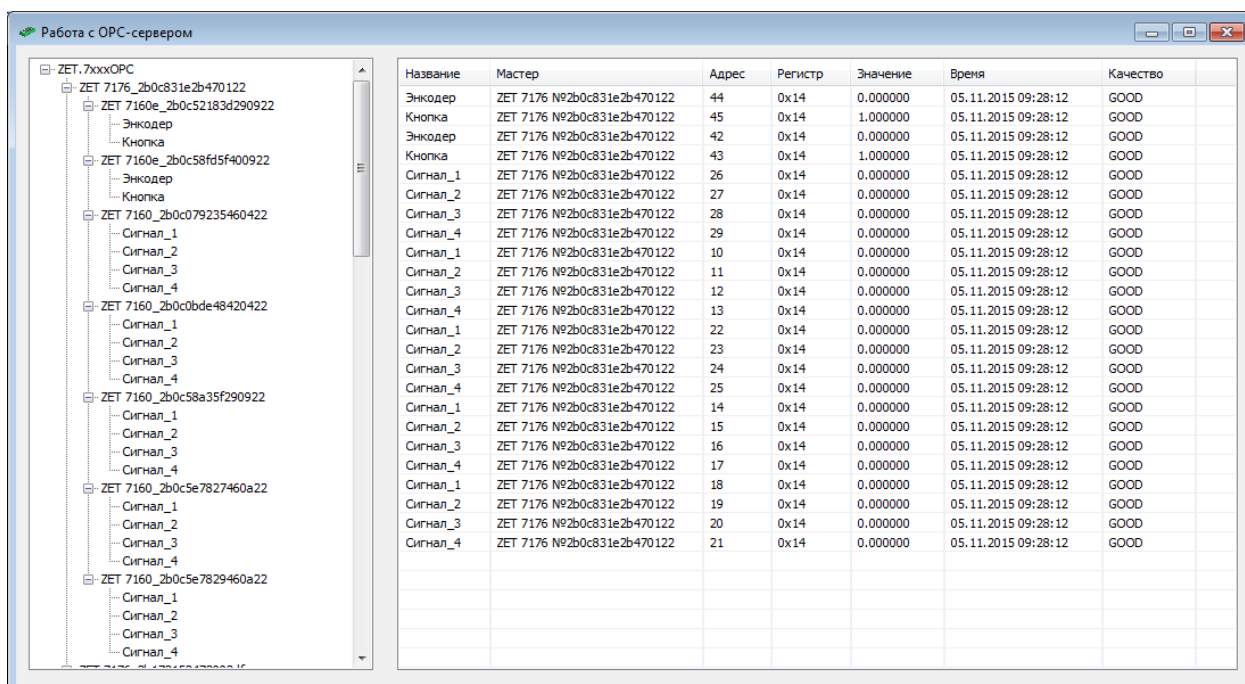 Работа с OPC-сервером
ZET.7xxxOPC
ZET 7176_2b0c831e2b470122
ZET 7160e_2b0c52183d290922
Энкодер
Кнопка
ZET 7160e_2b0c58fd5f400922
Энкодер
Кнопка
ZET 7160_2b0c079235460422
Сигнал_1
Сигнал_2
Сигнал_3
Сигнал_4
ZET 7160_2b0c0bde48420422
Сигнал_1
Сигнал_2
Сигнал_3
Сигнал_4
ZET 7160_2b0c58a35f290922
Сигнал_1
Сигнал_2
Сигнал_3
Сигнал_4
ZET 7160_2b0c5e7827460a22
Сигнал_1
Сигнал_2
Сигнал_3
Сигнал_4
ZET 7160_2b0c5e7829460a22
Сигнал_1
Сигнал_2
Сигнал_3
Сигнал_4
Название Мастер Адрес Регистр Значение Время Качество
Энкодер ZET 7176 №2b0c831e2b470122 44 0x14 0.000000 05.11.2015 09:28:12 GOOD
Кнопка ZET 7176 №2b0c831e2b470122 45 0x14 1.000000 05.11.2015 09:28:12 GOOD
Энкодер ZET 7176 №2b0c831e2b470122 42 0x14 0.000000 05.11.2015 09:28:12 GOOD
Кнопка ZET 7176 №2b0c831e2b470122 43 0x14 1.000000 05.11.2015 09:28:12 GOOD
Сигнал_1 ZET 7176 №2b0c831e2b470122 26 0x14 0.000000 05.11.2015 09:28:12 GOOD
Сигнал_2 ZET 7176 №2b0c831e2b470122 27 0x14 0.000000 05.11.2015 09:28:12 GOOD
Сигнал_3 ZET 7176 №2b0c831e2b470122 28 0x14 0.000000 05.11.2015 09:28:12 GOOD
Сигнал_4 ZET 7176 №2b0c831e2b470122 29 0x14 0.000000 05.11.2015 09:28:12 GOOD
Сигнал_1 ZET 7176 №2b0c831e2b470122 10 0x14 0.000000 05.11.2015 09:28:12 GOOD
Сигнал_2 ZET 7176 №2b0c831e2b470122 11 0x14 0.000000 05.11.2015 09:28:12 GOOD
Сигнал_3 ZET 7176 №2b0c831e2b470122 12 0x14 0.000000 05.11.2015 09:28:12 GOOD
Сигнал_4 ZET 7176 №2b0c831e2b470122 13 0x14 0.000000 05.11.2015 09:28:12 GOOD
Сигнал_1 ZET 7176 №2b0c831e2b470122 22 0x14 0.000000 05.11.2015 09:28:12 GOOD
Сигнал_2 ZET 7176 №2b0c831e2b470122 23 0x14 0.000000 05.11.2015 09:28:12 GOOD
Сигнал_3 ZET 7176 №2b0c831e2b470122 24 0x14 0.000000 05.11.2015 09:28:12 GOOD
Сигнал_4 ZET 7176 №2b0c831e2b470122 25 0x14 0.000000 05.11.2015 09:28:12 GOOD
Сигнал_1 ZET 7176 №2b0c831e2b470122 14 0x14 0.000000 05.11.2015 09:28:12 GOOD
Сигнал_2 ZET 7176 №2b0c831e2b470122 15 0x14 0.000000 05.11.2015 09:28:12 GOOD
Сигнал_3 ZET 7176 №2b0c831e2b470122 16 0x14 0.000000 05.11.2015 09:28:12 GOOD
Сигнал_4 ZET 7176 №2b0c831e2b470122 17 0x14 0.000000 05.11.2015 09:28:12 GOOD
Сигнал_1 ZET 7176 №2b0c831e2b470122 18 0x14 0.000000 05.11.2015 09:28:12 GOOD
Сигнал_2 ZET 7176 №2b0c831e2b470122 19 0x14 0.000000 05.11.2015 09:28:12 GOOD
Сигнал_3 ZET 7176 №2b0c831e2b470122 20 0x14 0.000000 05.11.2015 09:28:12 GOOD
Сигнал_4 ZET 7176 №2b0c831e2b470122 21 0x14 0.000000 05.11.2015 09:28:12 GOOD